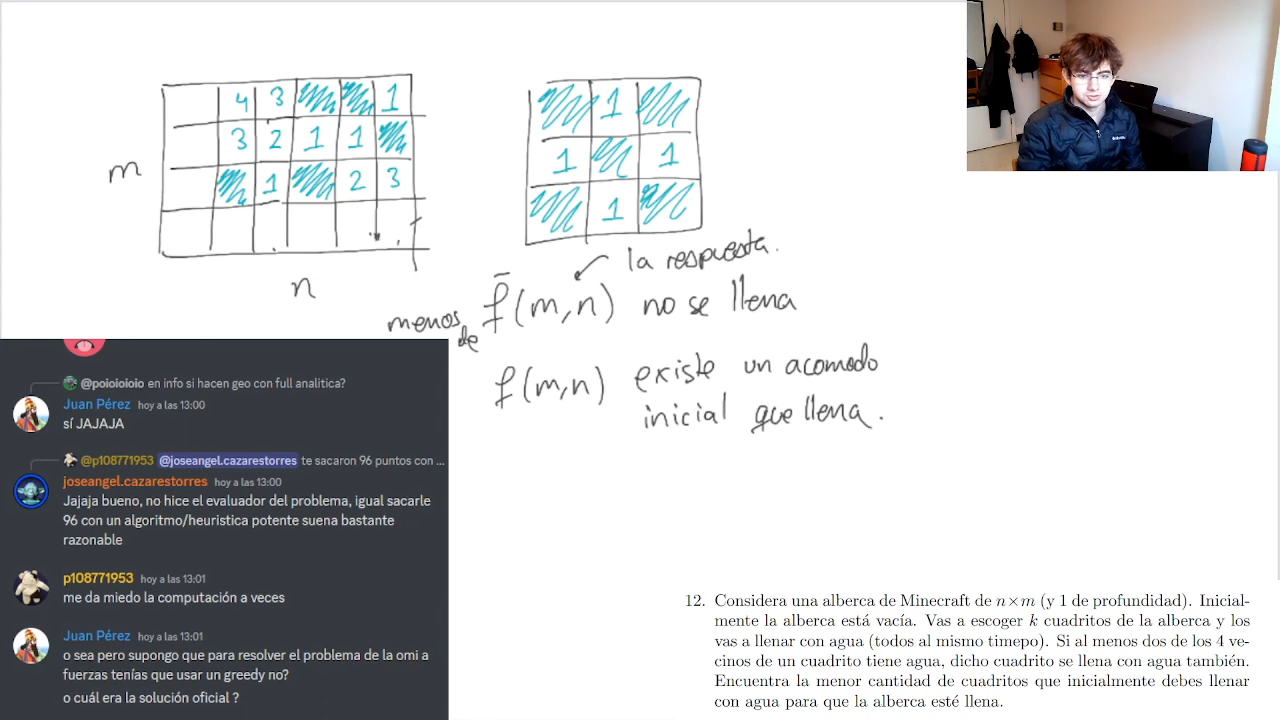 4 3 1
3 2 1 1
1 2 3
m
n
1
1 1
1
la respuesta.
menos de f̄(m,n) no se llena
f(m,n) existe un acomodo
inicial que llena.
@poioioioio en info si hacen geo con full analitica?
Juan Pérez hoy a las 13:00
sí JAJAJA
@p108771953 @joseangel.cazarestorres te sacaron 96 puntos con ...
joseangel.cazarestorres hoy a las 13:00
Jajaja bueno, no hice el evaluador del problema, igual sacarle
96 con un algoritmo/heuristica potente suena bastante
razonable
p108771953 hoy a las 13:01
me da miedo la computación a veces
Juan Pérez hoy a las 13:01
o sea pero supongo que para resolver el problema de la omi a
fuerzas tenías que usar un greedy no?
o cuál era la solución oficial ?
12. Considera una alberca de Minecraft de n×m (y 1 de profundidad). Inicial-
mente la alberca está vacía. Vas a escoger k cuadritos de la alberca y los
vas a llenar con agua (todos al mismo timepo). Si al menos dos de los 4 ve-
cinos de un cuadrito tiene agua, dicho cuadrito se llena con agua también.
Encuentra la menor cantidad de cuadritos que inicialmente debes llenar
con agua para que la alberca esté llena.